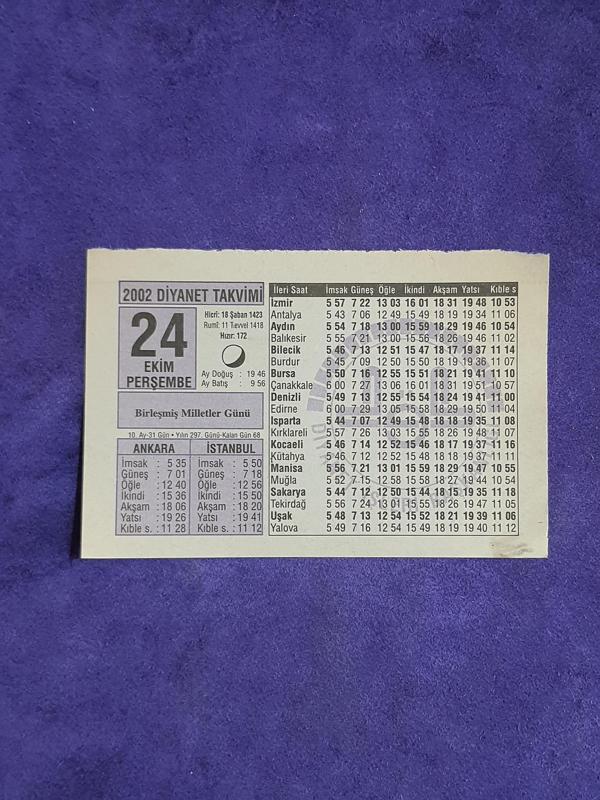 2002 DİYANET TAKVİMİ
24
EKİM
PERŞEMBE
Hicri: 18 Şaban 1423
Rumî: 11 T.evvel 1418
Hızır: 172
Ay Doğuş : 19 46
Ay Batış : 9 56
Birleşmiş Milletler Günü
10. Ay-31 Gün • Yılın 297. Günü-Kalan Gün 68
ANKARA
İmsak : 5 35
Güneş : 7 01
Öğle : 12 40
İkindi : 15 36
Akşam : 18 06
Yatsı : 19 26
Kıble s. : 11 28
İSTANBUL
İmsak : 5 50
Güneş : 7 18
Öğle : 12 56
İkindi : 15 50
Akşam : 18 20
Yatsı : 19 41
Kıble s. : 11 12
İleri Saat İmsak Güneş Öğle İkindi Akşam Yatsı Kıble s
İzmir 5 57 7 22 13 03 16 01 18 31 19 48 10 53
Antalya 5 43 7 06 12 49 15 49 18 19 19 34 11 06
Aydın 5 54 7 18 13 00 15 59 18 29 19 46 10 54
Balıkesir 5 55 7 21 13 00 15 56 18 26 19 46 11 02
Bilecik 5 46 7 13 12 51 15 47 18 17 19 37 11 14
Burdur 5 45 7 09 12 50 15 50 18 19 19 36 11 07
Bursa 5 50 7 16 12 55 15 51 18 21 19 41 11 10
Çanakkale 6 00 7 27 13 06 16 01 18 31 19 51 10 57
Denizli 5 49 7 13 12 55 15 54 18 24 19 41 11 00
Edirne 6 00 7 29 13 05 15 58 18 29 19 50 11 04
Isparta 5 44 7 07 12 49 15 48 18 18 19 35 11 08
Kırklareli 5 57 7 26 13 03 15 56 18 26 19 48 11 07
Kocaeli 5 46 7 14 12 52 15 46 18 17 19 37 11 16
Kütahya 5 46 7 12 12 52 15 48 18 18 19 37 11 11
Manisa 5 56 7 21 13 01 15 59 18 29 19 47 10 55
Muğla 5 52 7 15 12 58 15 58 18 27 19 44 10 54
Sakarya 5 44 7 12 12 50 15 44 18 15 19 35 11 18
Tekirdağ 5 56 7 24 13 01 15 55 18 26 19 47 11 05
Uşak 5 48 7 13 12 54 15 52 18 21 19 39 11 06
Yalova 5 49 7 16 12 54 15 49 18 19 19 40 11 12